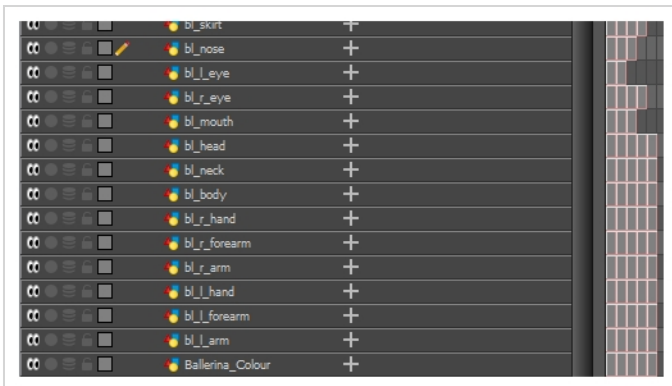 bl_skirt
bl_nose
bl_l_eye
bl_r_eye
bl_mouth
bl_head
bl_neck
bl_body
bl_r_hand
bl_r_forearm
bl_r_arm
bl_l_hand
bl_l_forearm
bl_l_arm
Ballerina_Colour